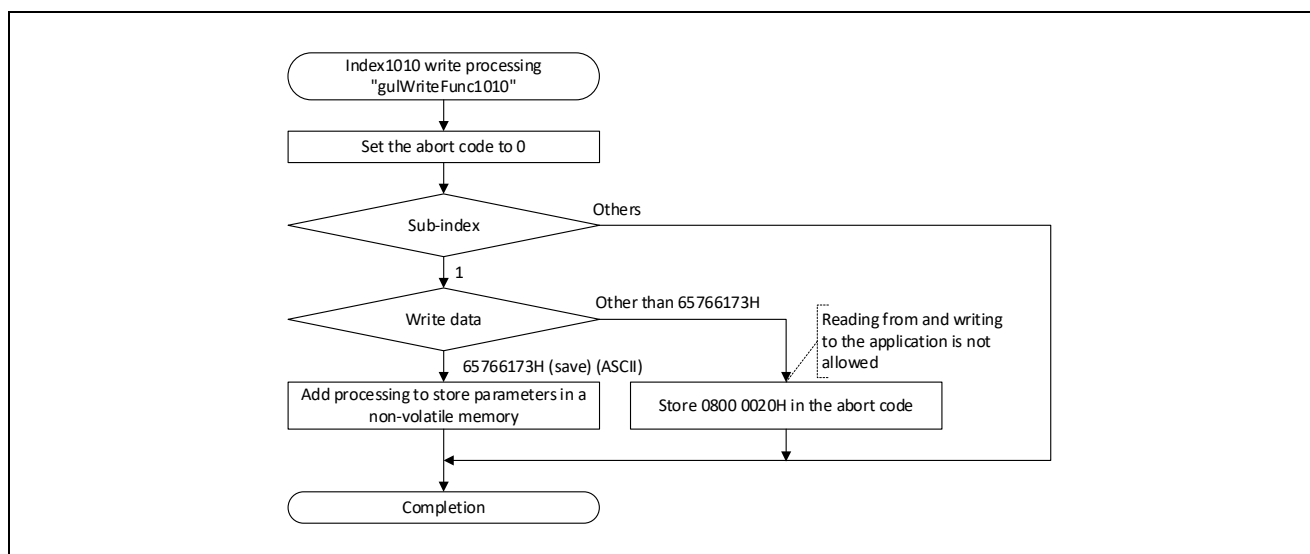 Index1010 write processing
"gulWriteFunc1010"
Set the abort code to 0
Others
Sub-index
1
Other than 65766173H
Write data
Reading from and writing
to the application is not
allowed
65766173H (save) (ASCII)
Add processing to store parameters in a
non-volatile memory
Store 0800 0020H in the abort code
Completion